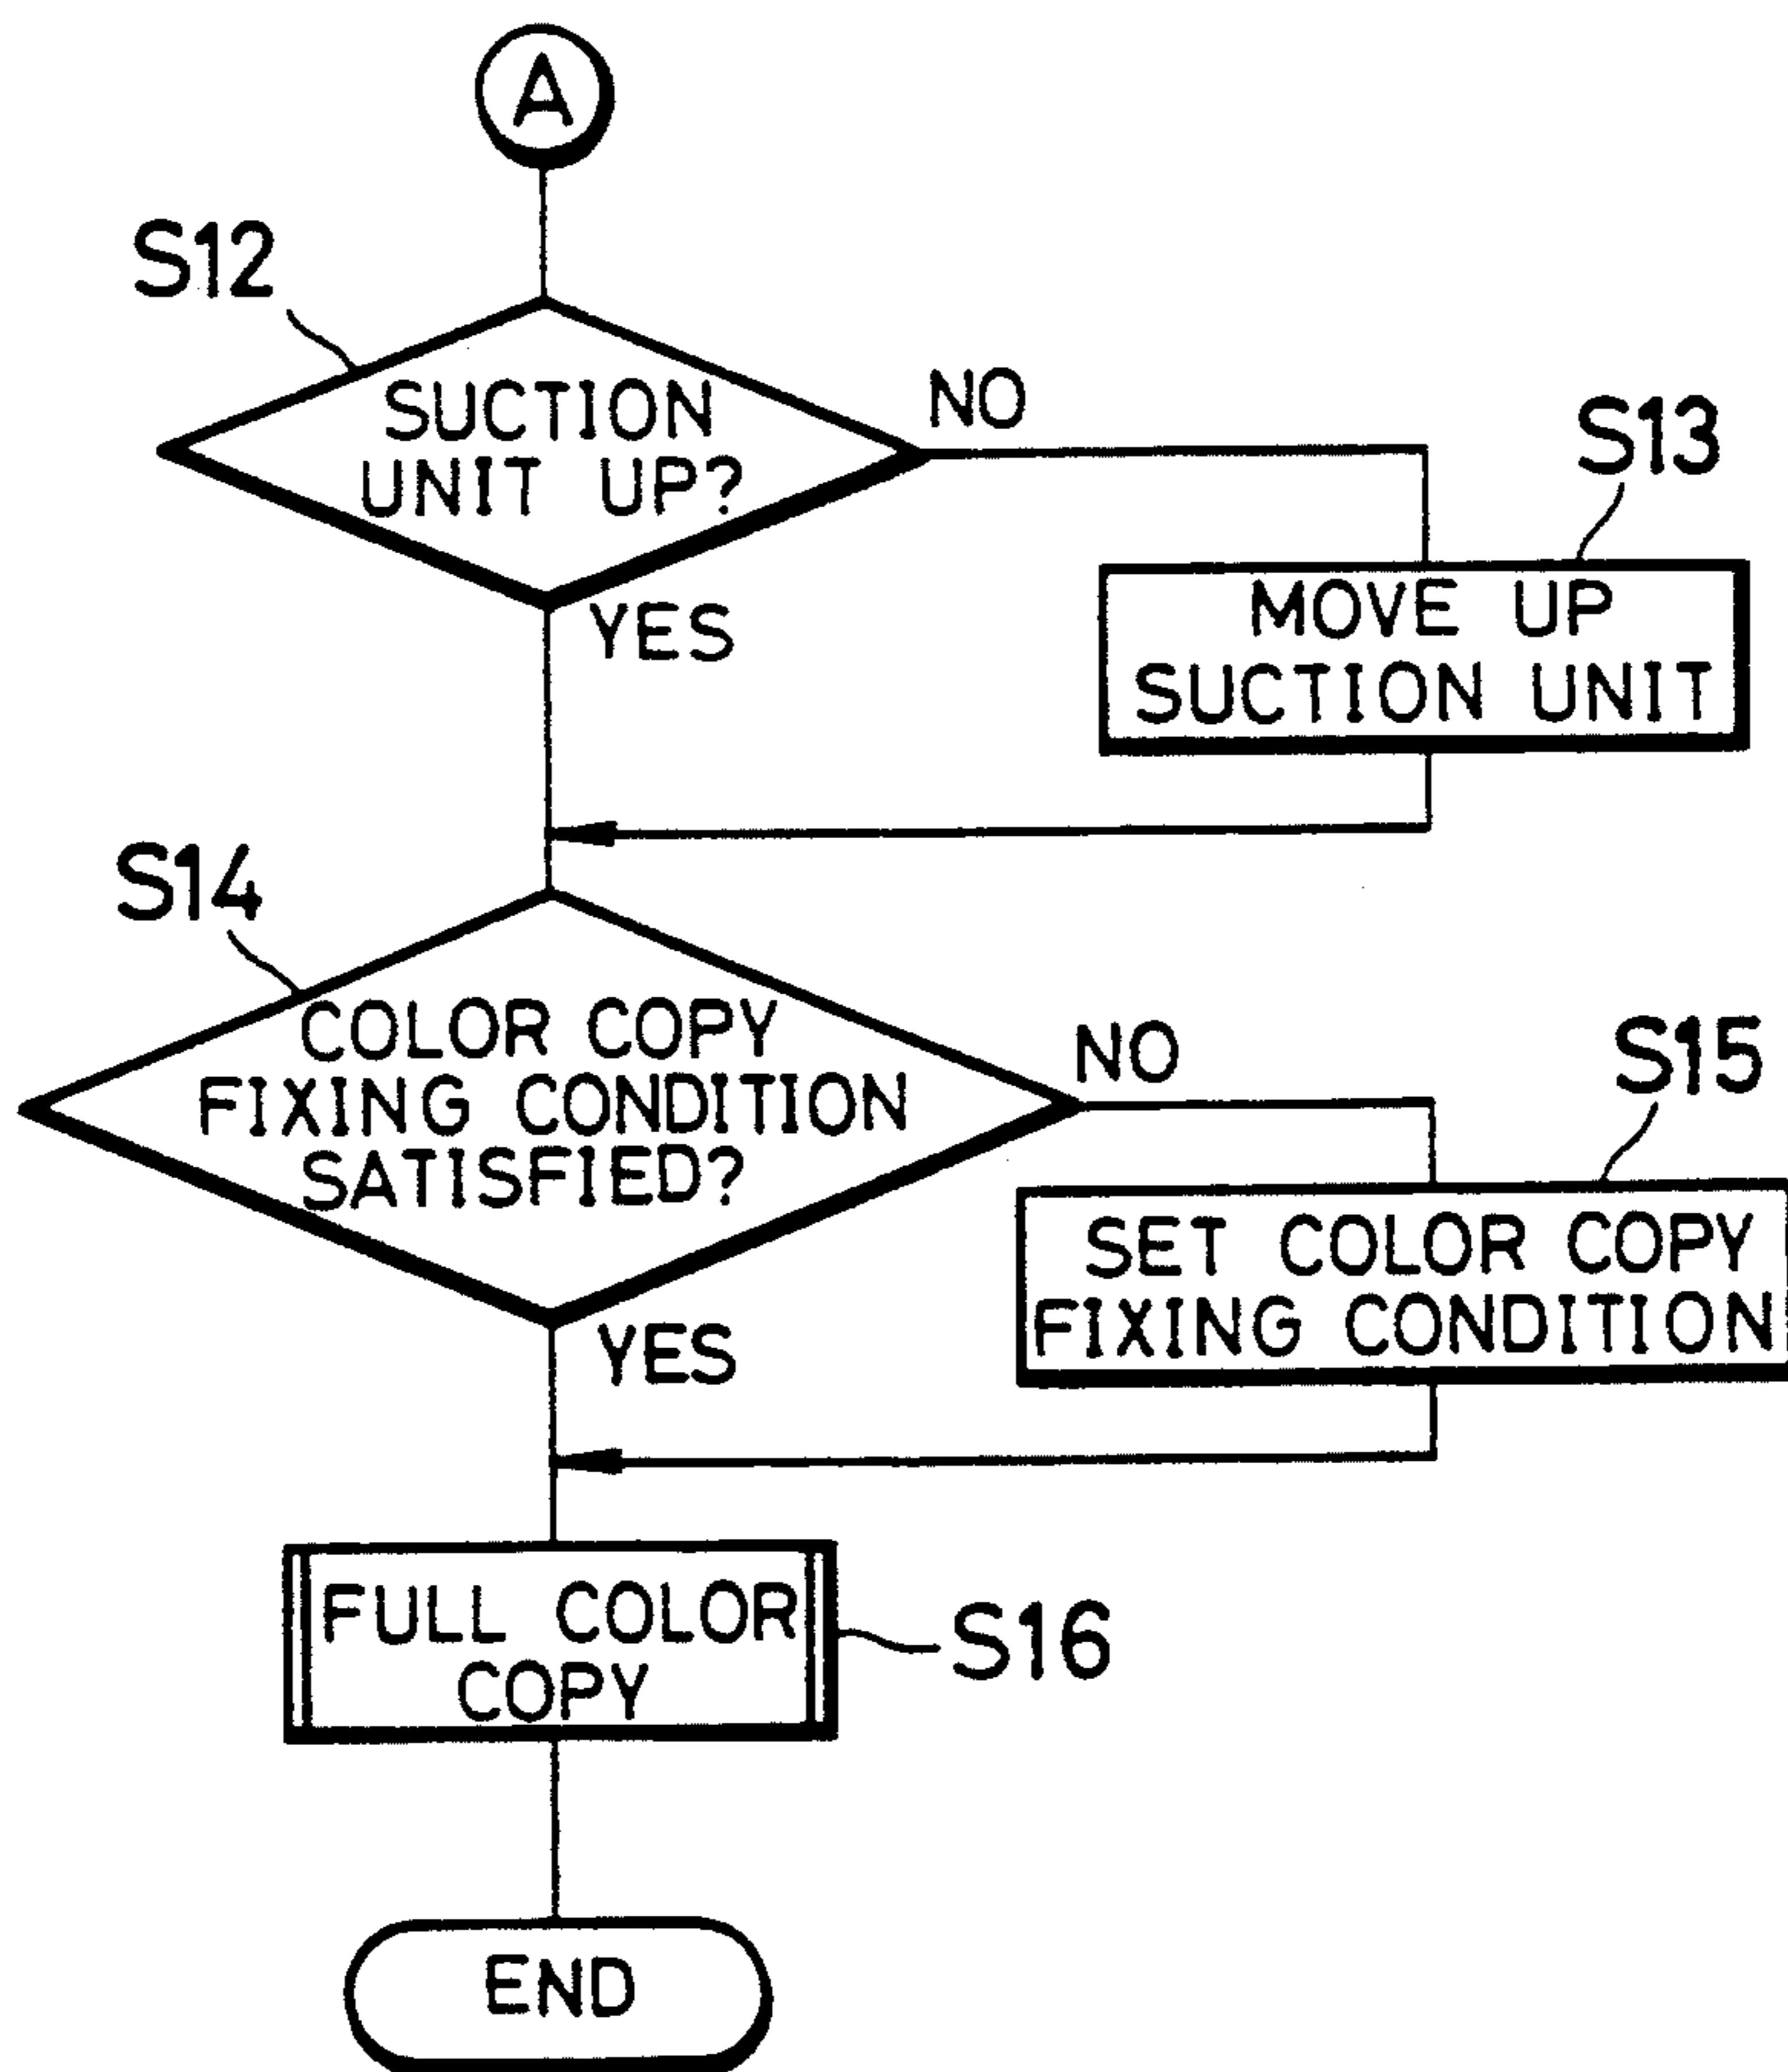 A
S12
SUCTION
UNIT UP?
NO
YES
S13
MOVE UP
SUCTION UNIT
S14
COLOR COPY
FIXING CONDITION
SATISFIED?
NO
YES
S15
SET COLOR COPY
FIXING CONDITION
FULL COLOR
COPY
S16
END